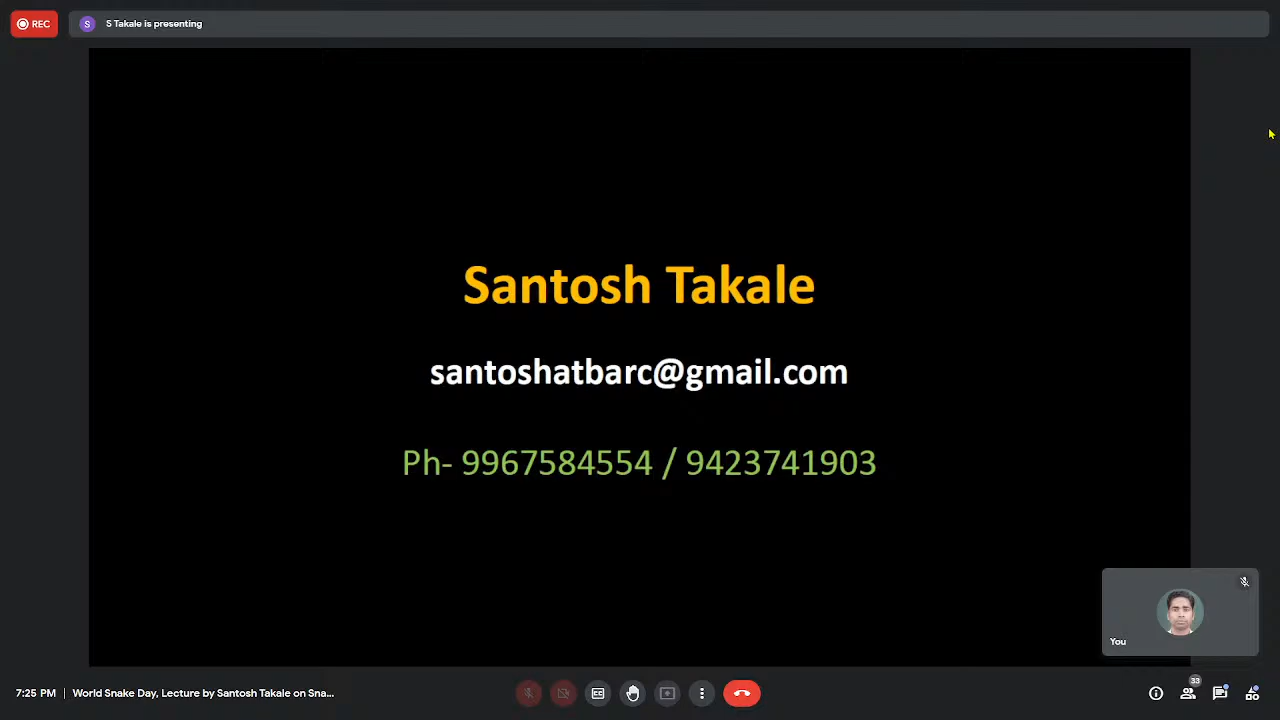 REC
S
S Takale is presenting
Santosh Takale
santoshatbarc@gmail.com
Ph- 9967584554 / 9423741903
You
33
7:25 PM | World Snake Day, Lecture by Santosh Takale on Sna...